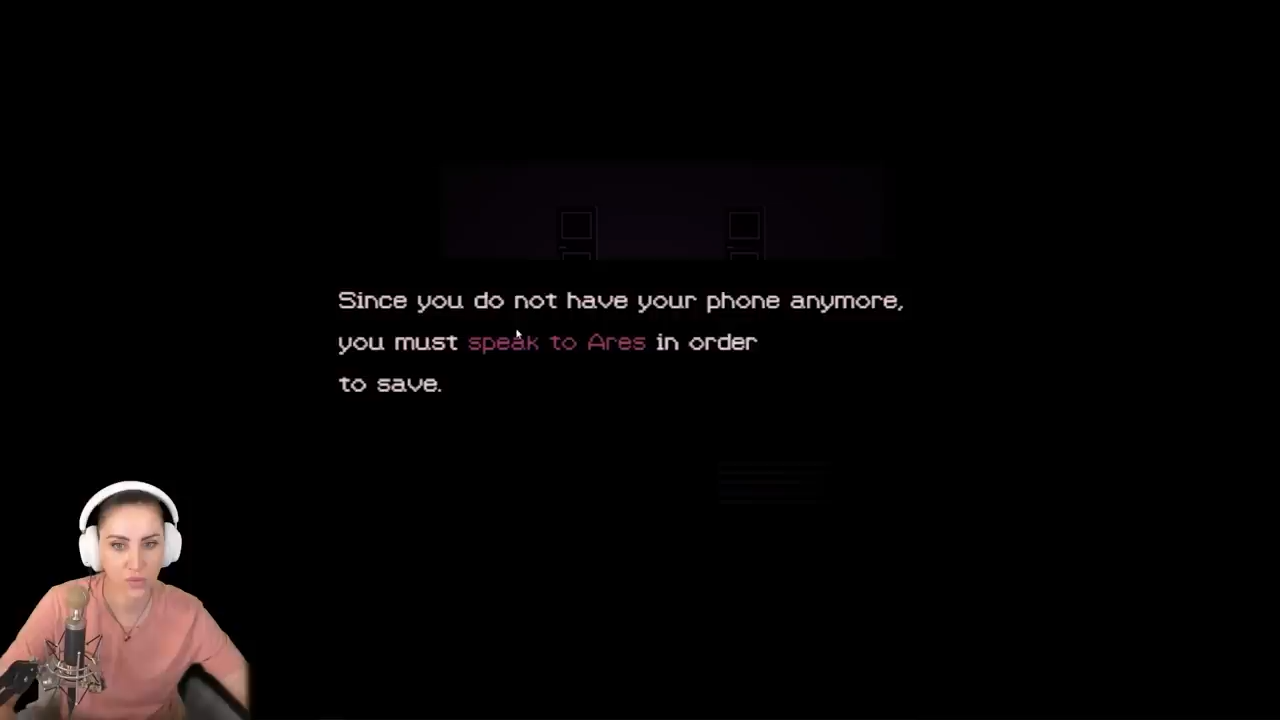 Since you do not have your phone anymore,
you must speak to Ares in order
to save.